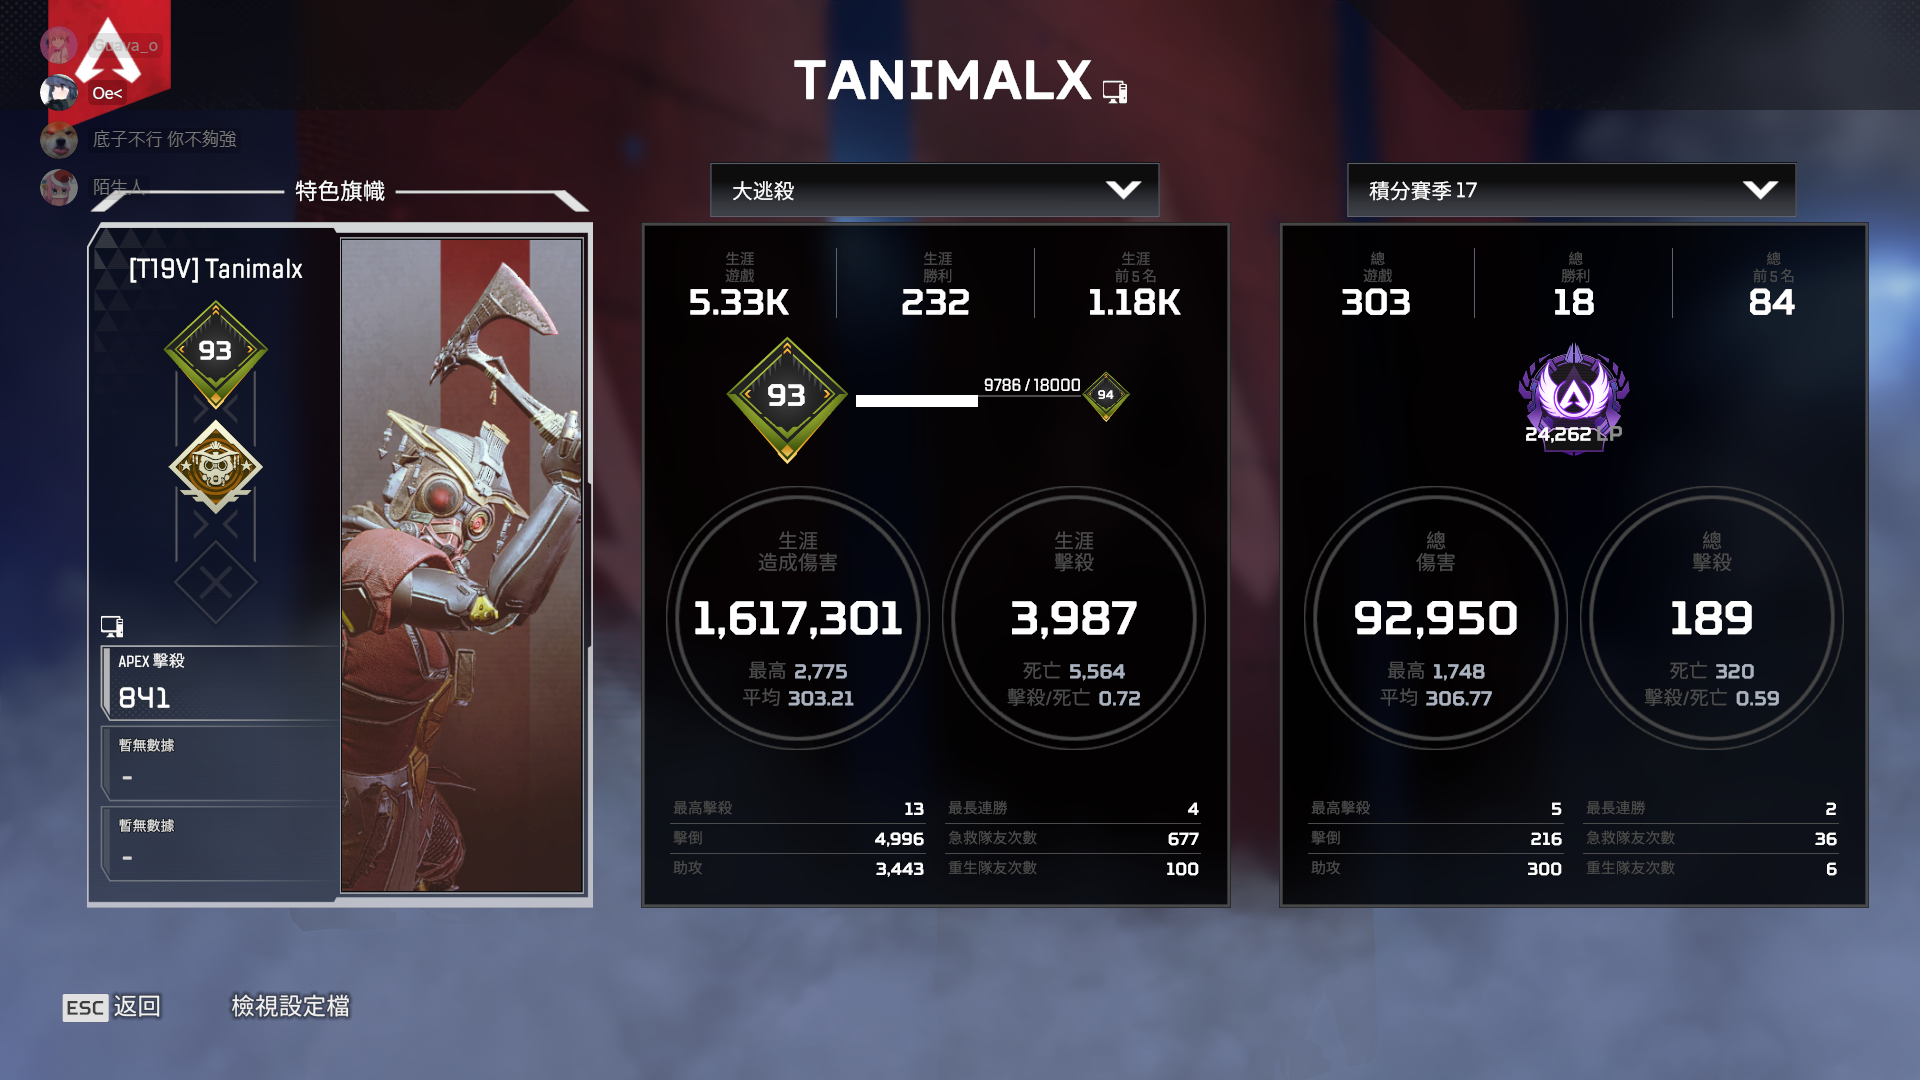 Guava_o
Oe<
底子不行 你不夠強
陌生人
TANIMALX
特色旗幟
[T19V] Tanimalx
93
APEX 擊殺
841
暫無數據
-
暫無數據
-
大逃殺
生涯
遊戲
5.33K
生涯
勝利
232
生涯
前5名
1.18K
93
9786 / 18000
94
生涯
造成傷害
1,617,301
最高 2,775
平均 303.21
生涯
擊殺
3,987
死亡 5,564
擊殺/死亡 0.72
最高擊殺 13
最長連勝 4
擊倒 4,996
急救隊友次數 677
助攻 3,443
重生隊友次數 100
積分賽季 17
總
遊戲
303
總
勝利
18
總
前5名
84
24,262 LP
總
傷害
92,950
最高 1,748
平均 306.77
總
擊殺
189
死亡 320
擊殺/死亡 0.59
最高擊殺 5
最長連勝 2
擊倒 216
急救隊友次數 36
助攻 300
重生隊友次數 6
ESC 返回
檢視設定檔